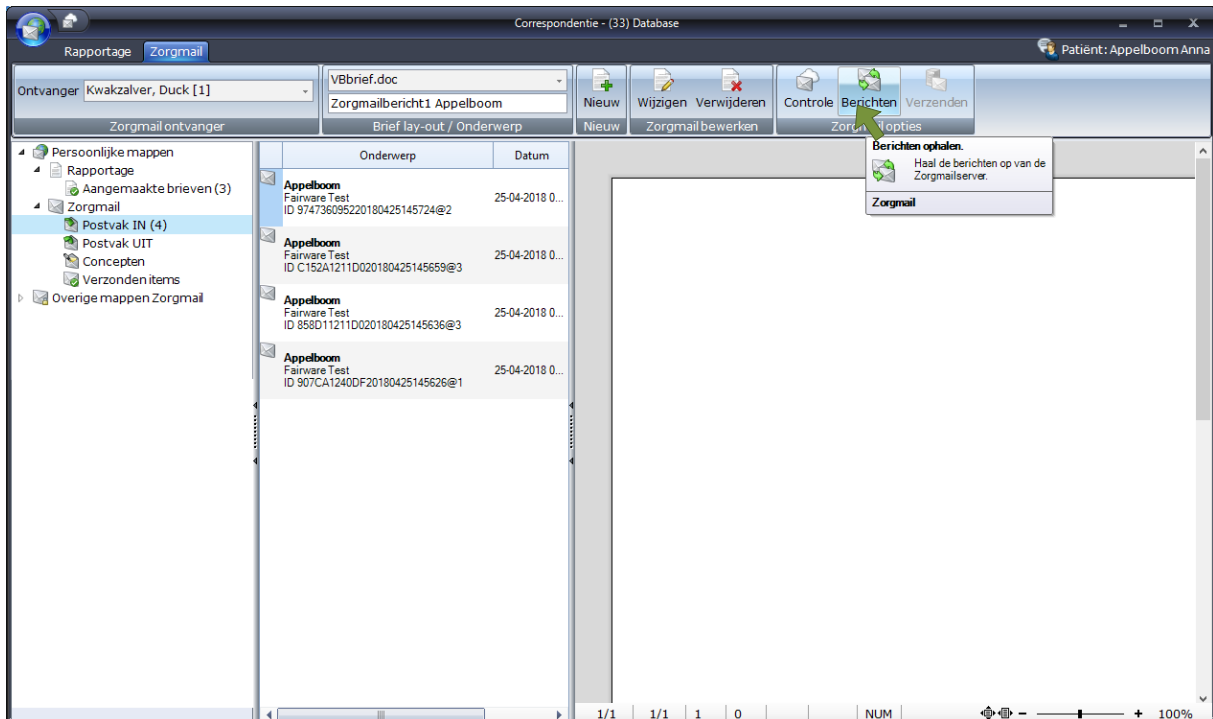 Correspondentie - (33) Database
Rapportage Zorgmail
Patiënt: Appelboom Anna
Ontvanger Kwakzalver, Duck [1]
Zorgmail ontvanger
VBbrief.doc
Zorgmailbericht1 Appelboom
Brief lay-out / Onderwerp
Nieuw
Nieuw
Wijzigen Verwijderen
Zorgmail bewerken
Controle Berichten Verzenden
Zorgmail opties
Berichten ophalen.
Haal de berichten op van de
Zorgmailserver.
Zorgmail
Persoonlijke mappen
Rapportage
Aangemaakte brieven (3)
Zorgmail
Postvak IN (4)
Postvak UIT
Concepten
Verzonden items
Overige mappen Zorgmail
Onderwerp Datum
Appelboom
Fairware Test 25-04-2018 0...
ID 974736095220180425145724@2
Appelboom
Fairware Test 25-04-2018 0...
ID C152A1211D020180425145659@3
Appelboom
Fairware Test 25-04-2018 0...
ID 858D11211D020180425145636@3
Appelboom
Fairware Test 25-04-2018 0...
ID 907CA1240DF20180425145626@1
1/1 1/1 1 0 NUM 100%